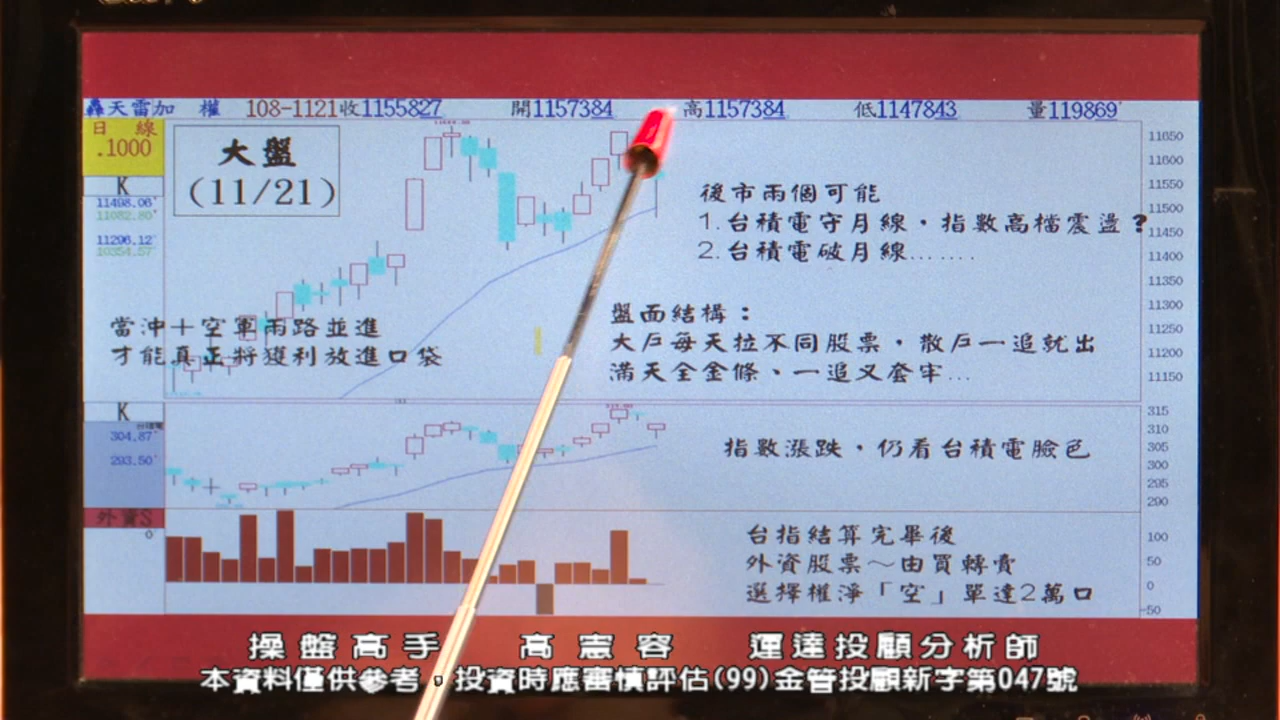 轟天雷加 權 108-1121收1155827 開1157384 高1157384 低1147843 量119869
日 線
.1000
K
11498.06
11082.80
11296.12
10354.57
大盤
(11/21)
11650
11600
11550
11500
11450
11400
11350
11300
11250
11200
11150
後市兩個可能
1.台積電守月線，指數高檔震盪？
2.台積電破月線........
盤面結構：
大戶每天拉不同股票，散戶一追就出
滿天全金條、一追又套牢...
當沖＋空軍兩路並進
才能真正將獲利放進口袋
K
台積電
304.87
293.50
315
310
305
300
295
290
指數漲跌，仍看台積電臉色
外資S
0
100
50
0
-50
台指結算完畢後
外資股票～由買轉賣
選擇權淨「空」單達2萬口
操盤高手 高憲容 運達投顧分析師
本資料僅供參考，投資時應審慎評估(99)金管投顧新字第047號